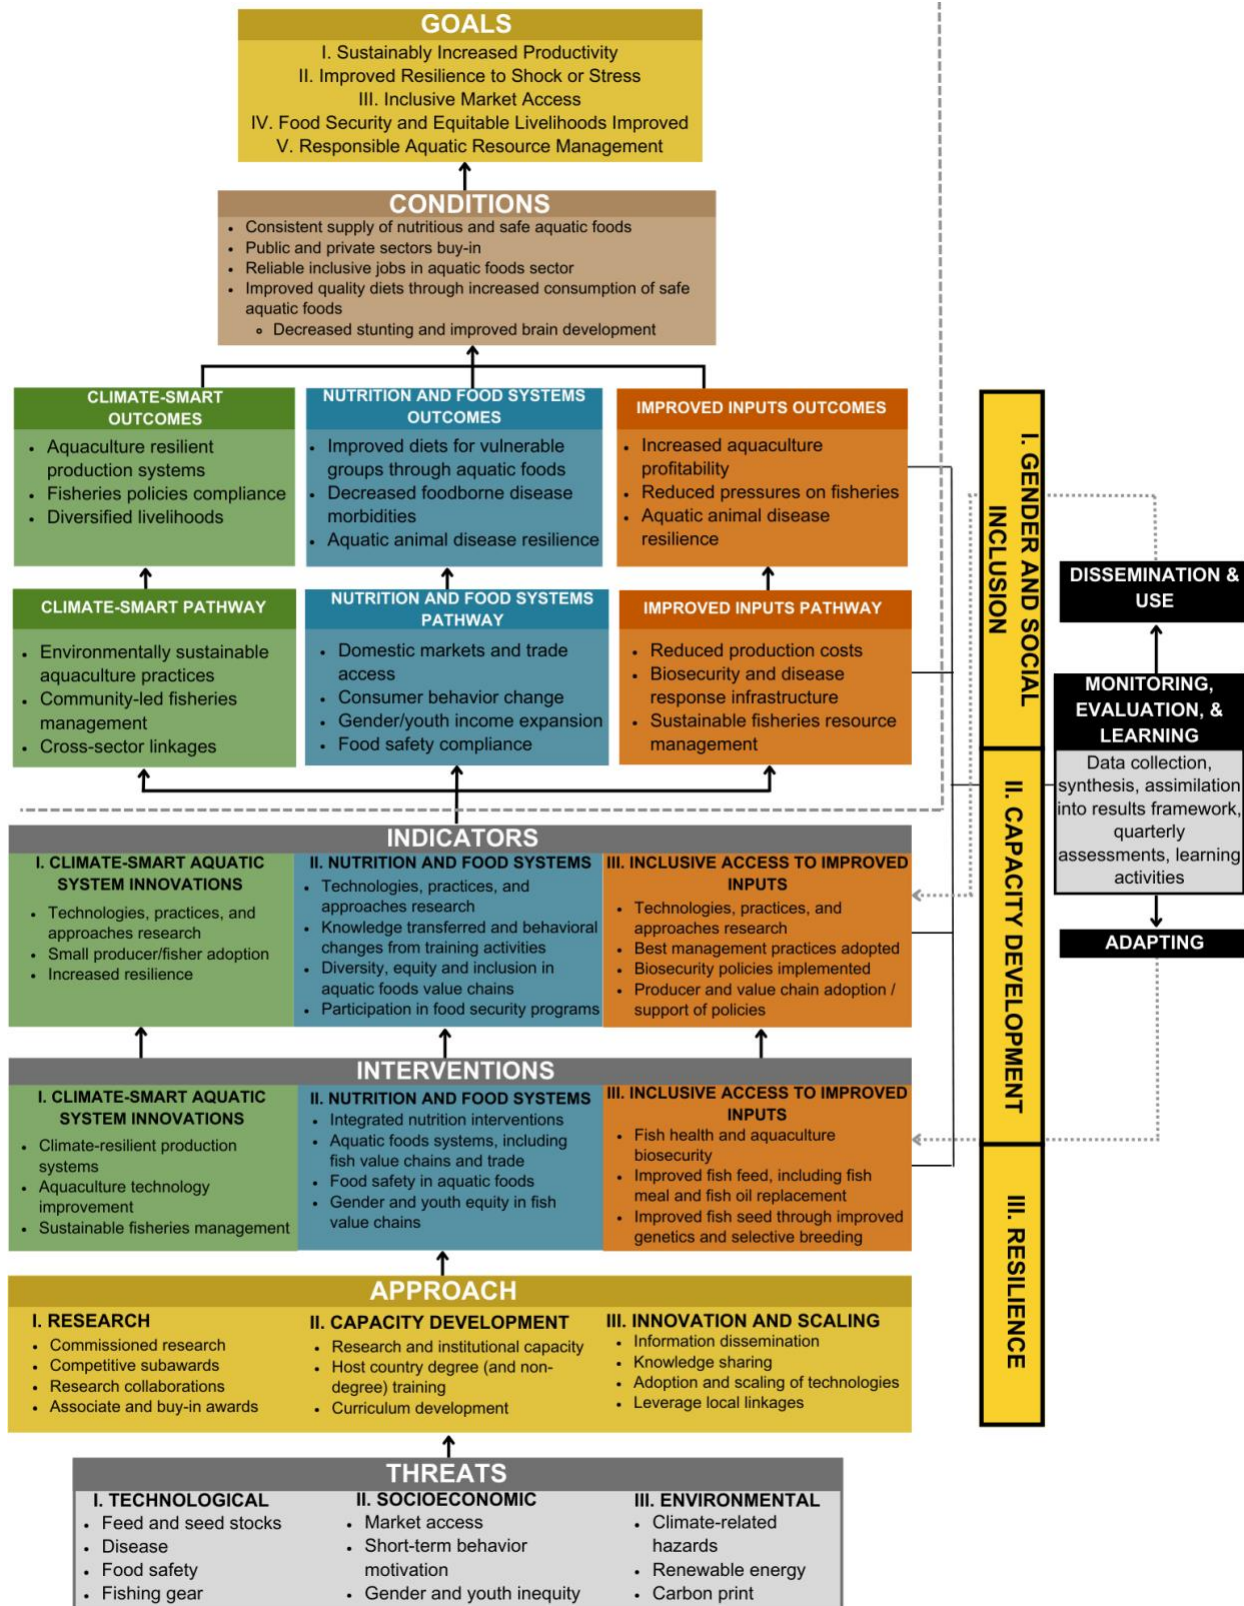 GOALS
I. Sustainably Increased Productivity
II. Improved Resilience to Shock or Stress
III. Inclusive Market Access
IV. Food Security and Equitable Livelihoods Improved
V. Responsible Aquatic Resource Management
CONDITIONS
• Consistent supply of nutritious and safe aquatic foods
• Public and private sectors buy-in
• Reliable inclusive jobs in aquatic foods sector
• Improved quality diets through increased consumption of safe
aquatic foods
o Decreased stunting and improved brain development
CLIMATE-SMART
OUTCOMES
• Aquaculture resilient
production systems
• Fisheries policies compliance
• Diversified livelihoods
NUTRITION AND FOOD SYSTEMS
OUTCOMES
• Improved diets for vulnerable
groups through aquatic foods
• Decreased foodborne disease
morbidities
• Aquatic animal disease resilience
IMPROVED INPUTS OUTCOMES
• Increased aquaculture
profitability
• Reduced pressures on fisheries
• Aquatic animal disease
resilience
CLIMATE-SMART PATHWAY
• Environmentally sustainable
aquaculture practices
• Community-led fisheries
management
• Cross-sector linkages
NUTRITION AND FOOD SYSTEMS
PATHWAY
• Domestic markets and trade
access
• Consumer behavior change
• Gender/youth income expansion
• Food safety compliance
IMPROVED INPUTS PATHWAY
• Reduced production costs
• Biosecurity and disease
response infrastructure
• Sustainable fisheries resource
management
INDICATORS
I. CLIMATE-SMART AQUATIC
SYSTEM INNOVATIONS
• Technologies, practices, and
approaches research
• Small producer/fisher adoption
• Increased resilience
II. NUTRITION AND FOOD SYSTEMS
• Technologies, practices, and
approaches research
• Knowledge transferred and behavioral
changes from training activities
• Diversity, equity and inclusion in
aquatic foods value chains
• Participation in food security programs
III. INCLUSIVE ACCESS TO IMPROVED
INPUTS
• Technologies, practices, and
approaches research
• Best management practices adopted
• Biosecurity policies implemented
• Producer and value chain adoption /
support of policies
INTERVENTIONS
I. CLIMATE-SMART AQUATIC
SYSTEM INNOVATIONS
• Climate-resilient production
systems
• Aquaculture technology
improvement
• Sustainable fisheries management
II. NUTRITION AND FOOD SYSTEMS
• Integrated nutrition interventions
• Aquatic foods systems, including
fish value chains and trade
• Food safety in aquatic foods
• Gender and youth equity in fish
value chains
III. INCLUSIVE ACCESS TO IMPROVED
INPUTS
• Fish health and aquaculture
biosecurity
• Improved fish feed, including fish
meal and fish oil replacement
• Improved fish seed through improved
genetics and selective breeding
APPROACH
I. RESEARCH
• Commissioned research
• Competitive subawards
• Research collaborations
• Associate and buy-in awards
II. CAPACITY DEVELOPMENT
• Research and institutional capacity
• Host country degree (and non-
degree) training
• Curriculum development
III. INNOVATION AND SCALING
• Information dissemination
• Knowledge sharing
• Adoption and scaling of technologies
• Leverage local linkages
THREATS
I. TECHNOLOGICAL
• Feed and seed stocks
• Disease
• Food safety
• Fishing gear
II. SOCIOECONOMIC
• Market access
• Short-term behavior
motivation
• Gender and youth inequity
III. ENVIRONMENTAL
• Climate-related
hazards
• Renewable energy
• Carbon print
I. GENDER AND SOCIAL
INCLUSION
II. CAPACITY DEVELOPMENT
III. RESILIENCE
DISSEMINATION &
USE
MONITORING,
EVALUATION, &
LEARNING
Data collection,
synthesis, assimilation
into results framework,
quarterly
assessments, learning
activities
ADAPTING